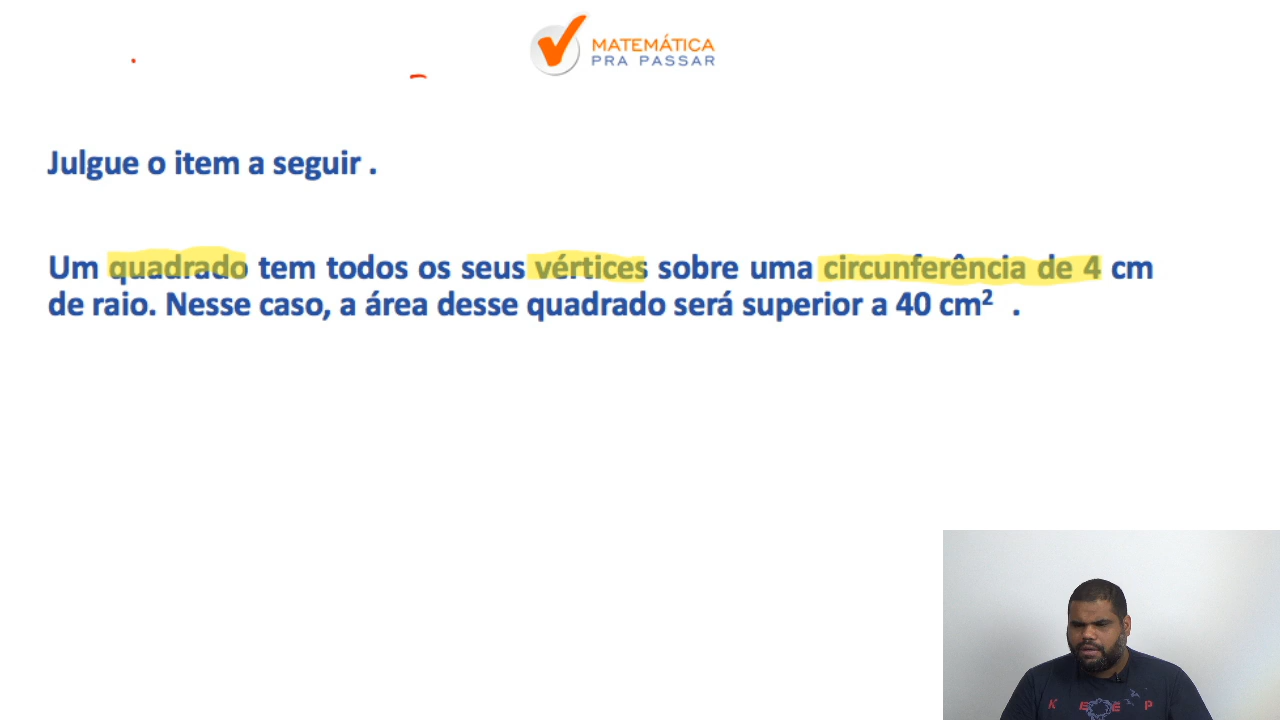 MATEMÁTICA
PRA PASSAR
Julgue o item a seguir .
Um quadrado tem todos os seus vértices sobre uma circunferência de 4 cm
de raio. Nesse caso, a área desse quadrado será superior a 40 cm² .
K E E P